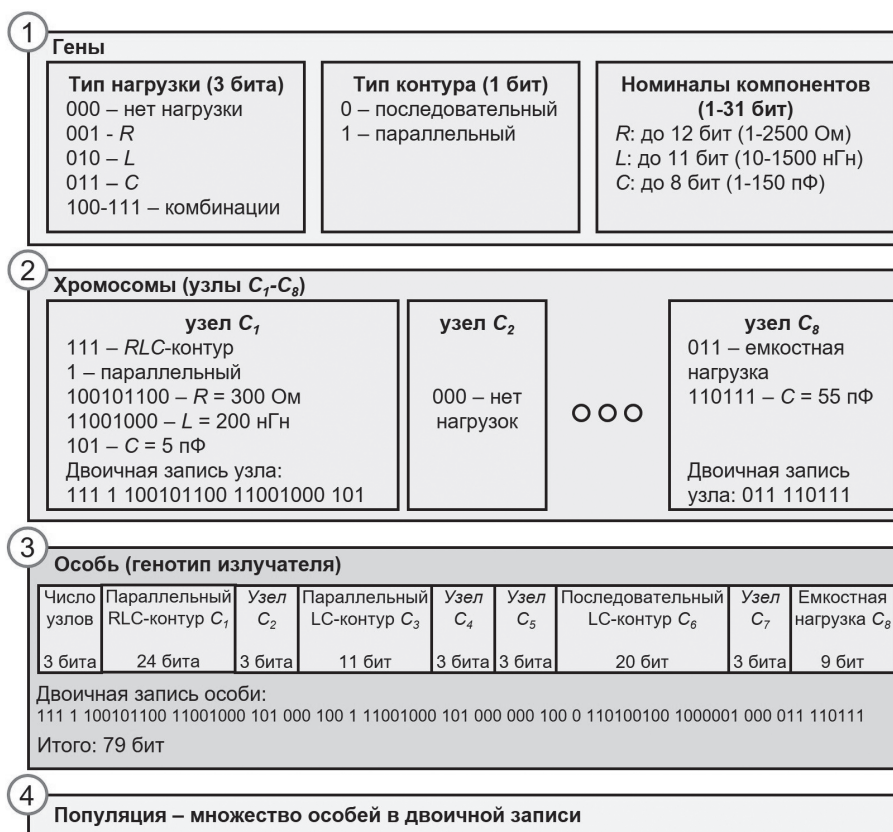 1
Гены
Тип нагрузки (3 бита)
000 – нет нагрузки
001 - R
010 – L
011 – C
100-111 – комбинации
Тип контура (1 бит)
0 – последовательный
1 – параллельный
Номиналы компонентов
(1-31 бит)
R: до 12 бит (1-2500 Ом)
L: до 11 бит (10-1500 нГн)
C: до 8 бит (1-150 пФ)
2
Хромосомы (узлы C₁-C₈)
узел C₁
111 – RLC-контур
1 – параллельный
100101100 – R = 300 Ом
11001000 – L = 200 нГн
101 – C = 5 пФ
Двоичная запись узла:
111 1 100101100 11001000 101
узел C₂
000 – нет
нагрузок
узел C₈
011 – емкостная
нагрузка
110111 – C = 55 пФ
Двоичная запись
узла: 011 110111
3
Особь (генотип излучателя)
Число
узлов
3 бита
Параллельный
RLC-контур C₁
24 бита
Узел
C₂
3 бита
Параллельный
LC-контур C₃
11 бит
Узел
C₄
3 бита
Узел
C₅
3 бита
Последовательный
LC-контур C₆
20 бит
Узел
C₇
3 бита
Емкостная
нагрузка C₈
9 бит
Двоичная запись особи:
111 1 100101100 11001000 101 000 100 1 11001000 101 000 000 100 0 110100100 1000001 000 011 110111
Итого: 79 бит
4
Популяция – множество особей в двоичной записи